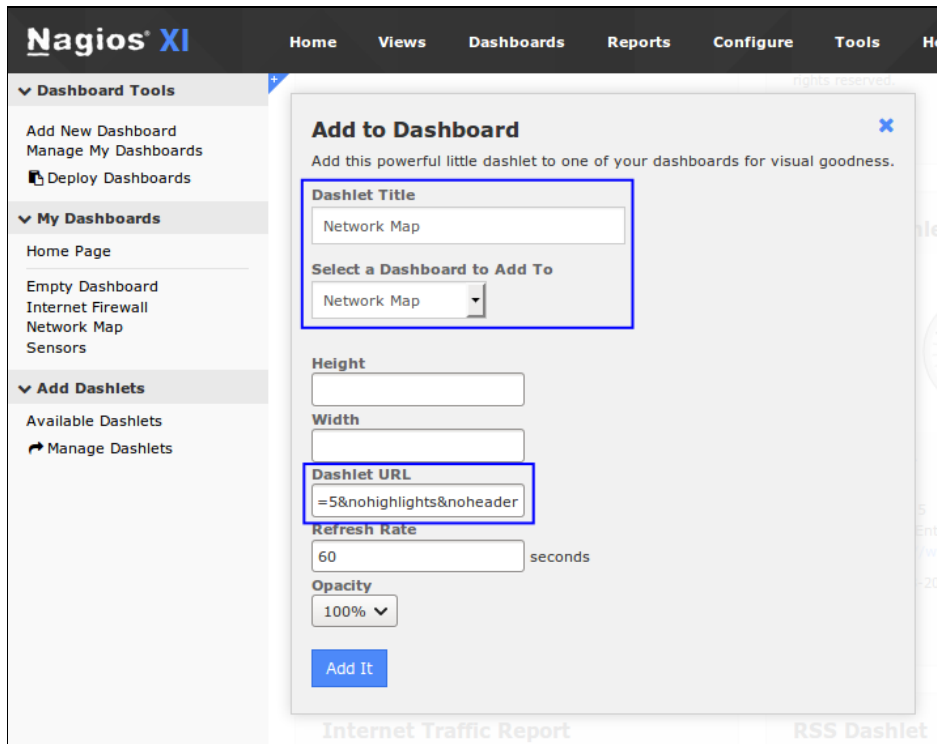 Nagios® XI
Home Views Dashboards Reports Configure Tools
Dashboard Tools
Add New Dashboard
Manage My Dashboards
Deploy Dashboards
My Dashboards
Home Page
Empty Dashboard
Internet Firewall
Network Map
Sensors
Add Dashlets
Available Dashlets
Manage Dashlets
rights reserved.
Add to Dashboard
Add this powerful little dashlet to one of your dashboards for visual goodness.
Dashlet Title
Network Map
Select a Dashboard to Add To
Network Map
Height
Width
Dashlet URL
=5&nohighlights&noheader
Refresh Rate
60 seconds
Opacity
100%
Add It
Internet Traffic Report
RSS Dashlet